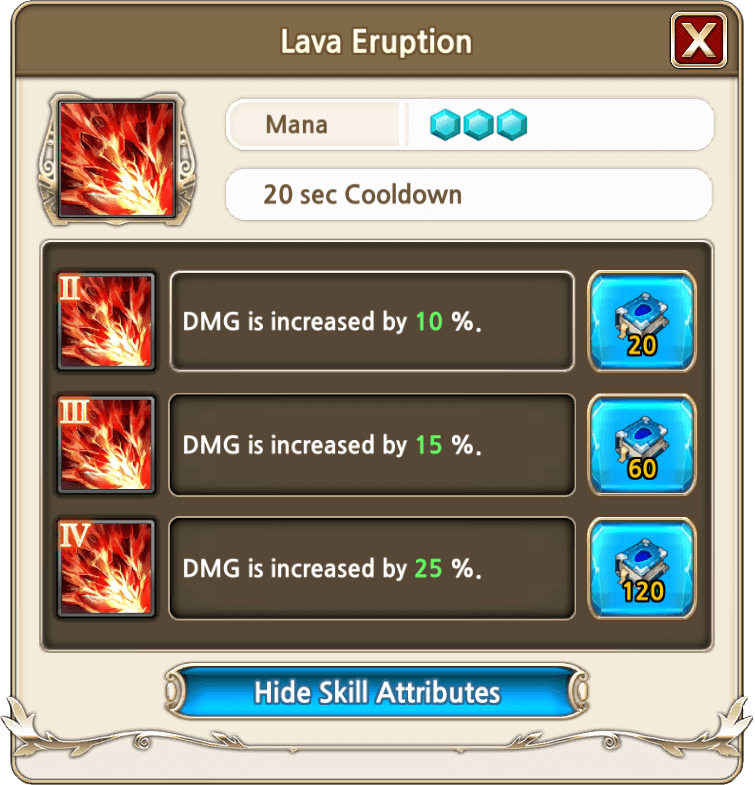 Lava Eruption
X
Mana
20 sec Cooldown
II
DMG is increased by 10 %.
20
III
DMG is increased by 15 %.
60
IV
DMG is increased by 25 %.
120
Hide Skill Attributes